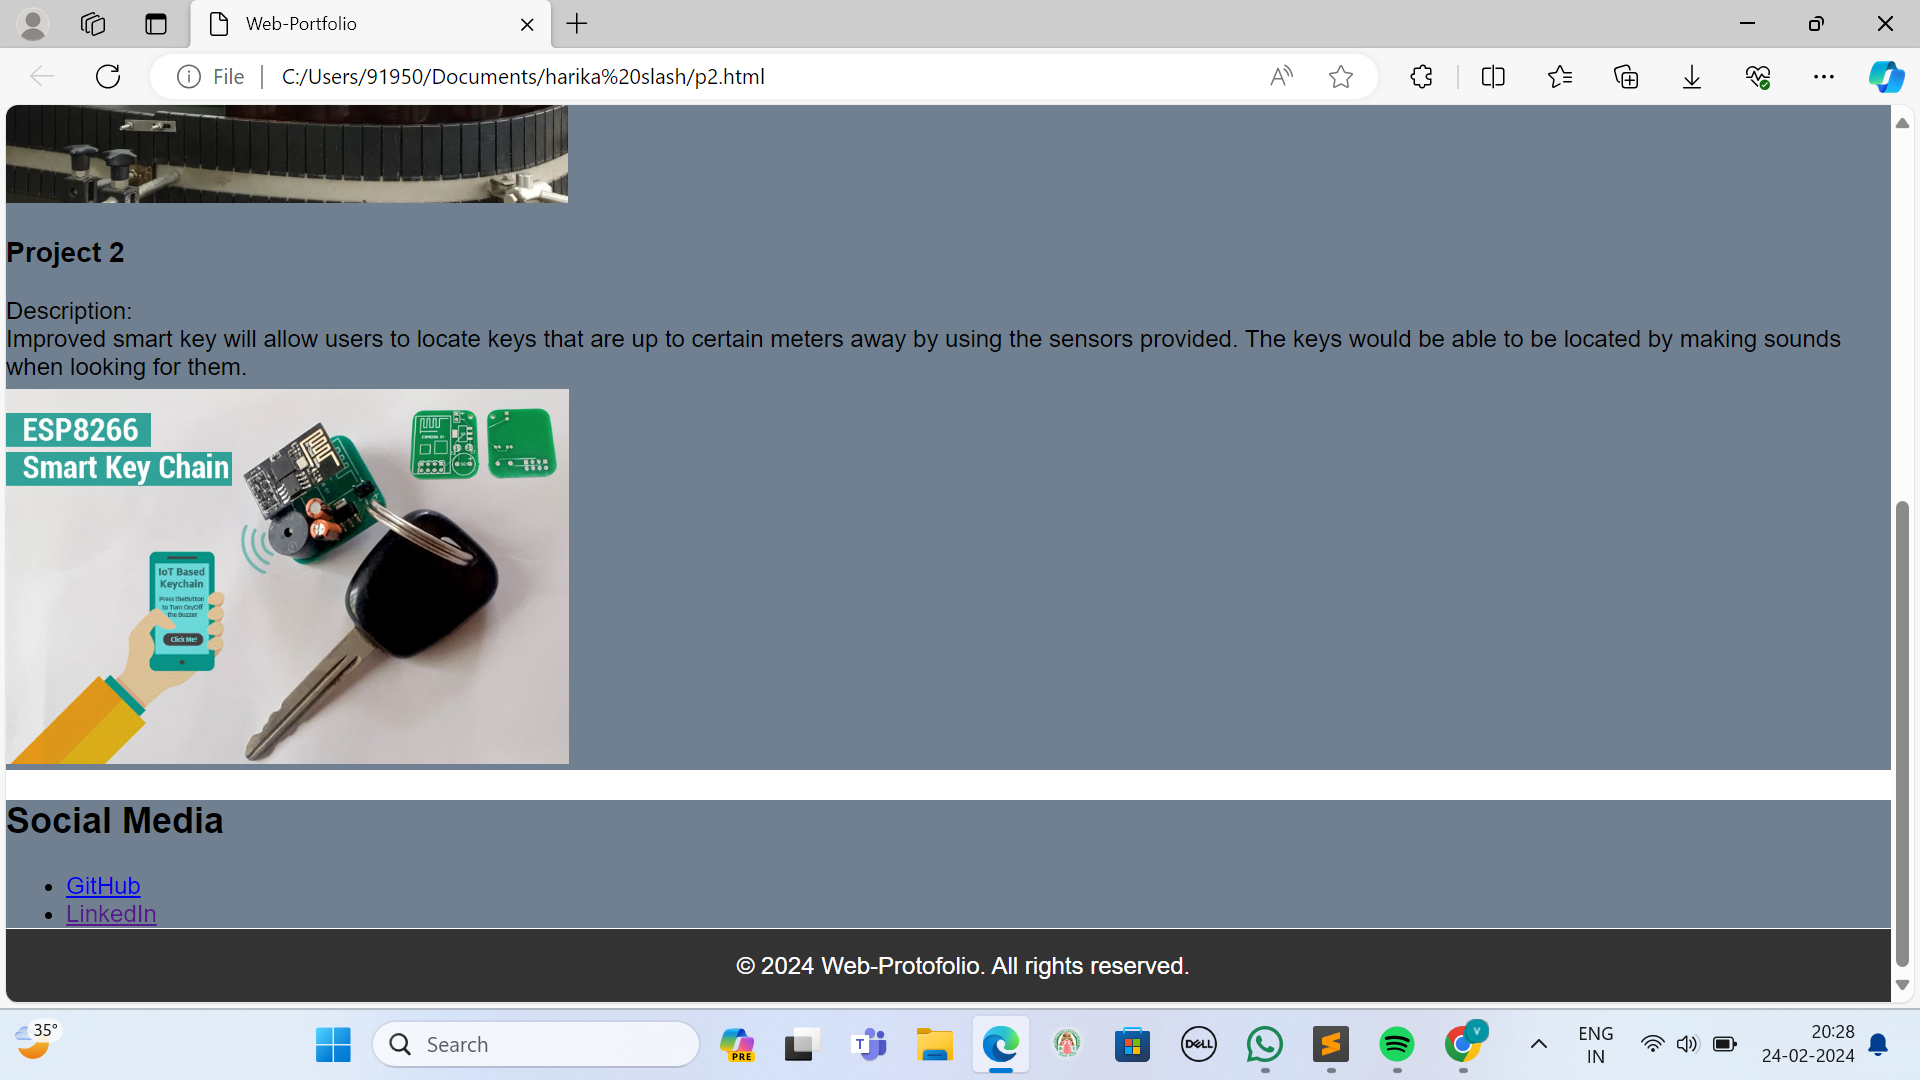 Web-Portfolio
File
C:/Users/91950/Documents/harika%20slash/p2.html
Project 2
Description:
Improved smart key will allow users to locate keys that are up to certain meters away by using the sensors provided. The keys would be able to be located by making sounds
when looking for them.
ESP8266
Smart Key Chain
IoT Based
Keychain
Press the Button
to Turn On/Off
the Buzzer
Click Me!
Social Media
GitHub
LinkedIn
© 2024 Web-Protofolio. All rights reserved.
35°
Search
PRE
T
DELL
S
V
ENG
IN
20:28
24-02-2024